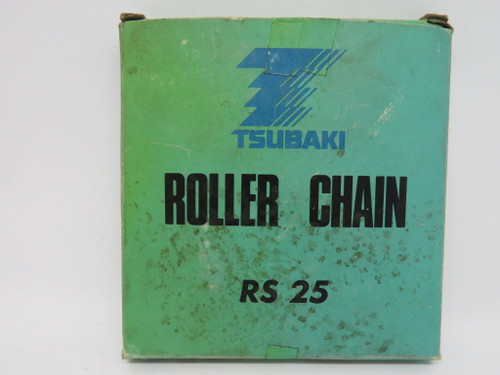 TSUBAKI
ROLLER CHAIN
RS 25